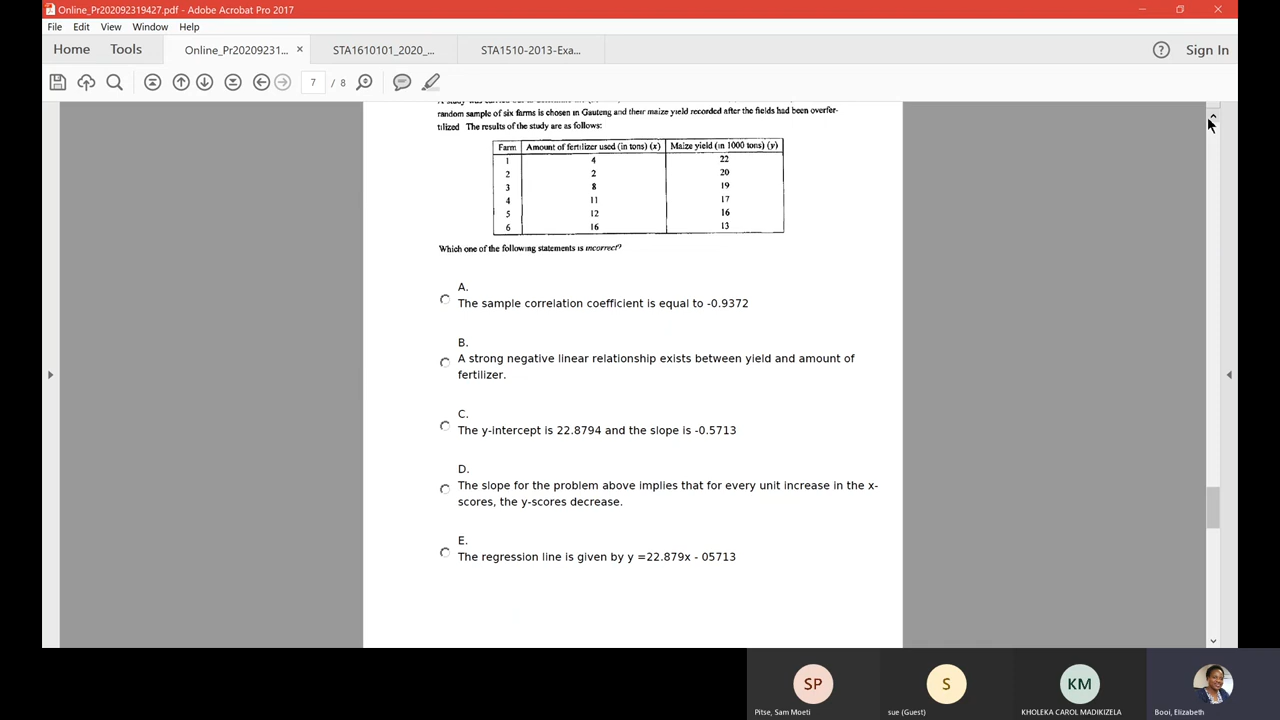 Online_Pr202092319427.pdf - Adobe Acrobat Pro 2017
File Edit View Window Help
Home Tools Online_Pr20209231... × STA1610101_2020_... STA1510-2013-Exa... Sign In
7 / 8
random sample of six farms is chosen in Gauteng and their maize yield recorded after the fields had been overfer-
tilized The results of the study are as follows:
Farm Amount of fertilizer used (in tons) (x) Maize yield (in 1000 tons) (y)
1 4 22
2 2 20
3 8 19
4 11 17
5 12 16
6 16 13
Which one of the following statements is incorrect?
A.
The sample correlation coefficient is equal to -0.9372
B.
A strong negative linear relationship exists between yield and amount of
fertilizer.
C.
The y-intercept is 22.8794 and the slope is -0.5713
D.
The slope for the problem above implies that for every unit increase in the x-
scores, the y-scores decrease.
E.
The regression line is given by y =22.879x - 05713
SP S KM
Pitse, Sam Moeti sue (Guest) KHOLEKA CAROL MADIKIZELA Booi, Elizabeth